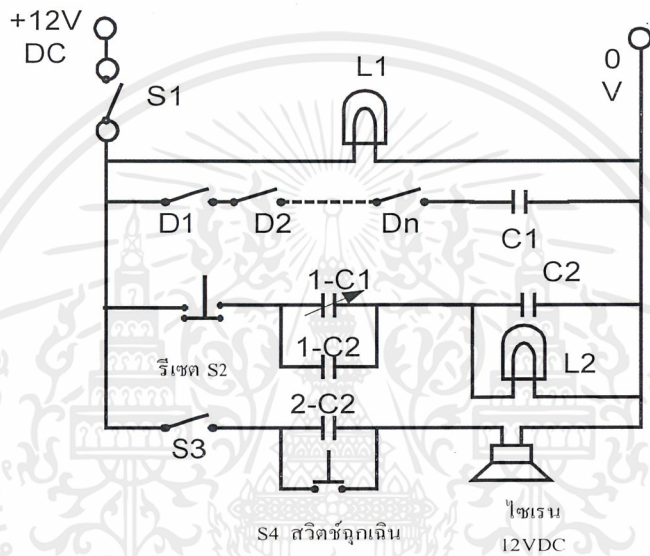 +12V
DC
0
V
L1
S1
D1
D2
Dn
C1
1-C1
C2
1-C2
L2
รีเซต S2
2-C2
S3
S4 สวิตช์ฉุกเฉิน
ไซเรน
12VDC